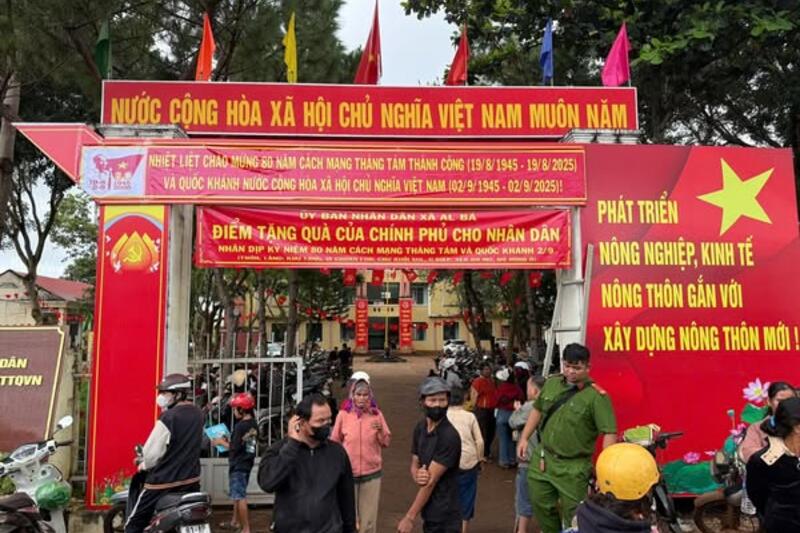 NƯỚC CỘNG HÒA XÃ HỘI CHỦ NGHĨA VIỆT NAM MUÔN NĂM
NHIỆT LIỆT CHÀO MỪNG 80 NĂM CÁCH MẠNG THÁNG TÁM THÀNH CÔNG (19/8/1945 - 19/8/2025)
VÀ QUỐC KHÁNH NƯỚC CỘNG HÒA XÃ HỘI CHỦ NGHĨA VIỆT NAM (02/9/1945 - 02/9/2025)!
ỦY BAN NHÂN DÂN XÃ AL BÁ
ĐIỂM TẶNG QUÀ CỦA CHÍNH PHỦ CHO NHÂN DÂN
NHÂN DỊP KỶ NIỆM 80 NĂM CÁCH MẠNG THÁNG TÁM VÀ QUỐC KHÁNH 2/9
PHÁT TRIỂN
NÔNG NGHIỆP, KINH TẾ
NÔNG THÔN GẮN VỚI
XÂY DỰNG NÔNG THÔN MỚI !
DÂN
TTQVN